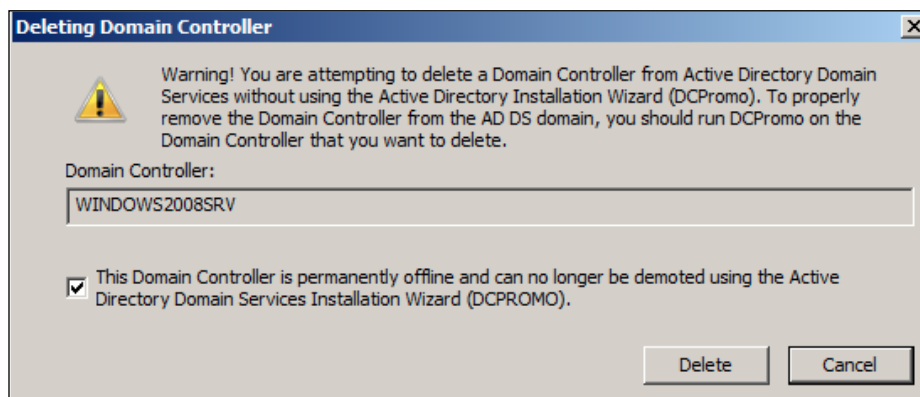 Deleting Domain Controller
Warning! You are attempting to delete a Domain Controller from Active Directory Domain
Services without using the Active Directory Installation Wizard (DCPromo). To properly
remove the Domain Controller from the AD DS domain, you should run DCPromo on the
Domain Controller that you want to delete.
Domain Controller:
WINDOWS2008SRV
This Domain Controller is permanently offline and can no longer be demoted using the Active
Directory Domain Services Installation Wizard (DCPROMO).
Delete
Cancel